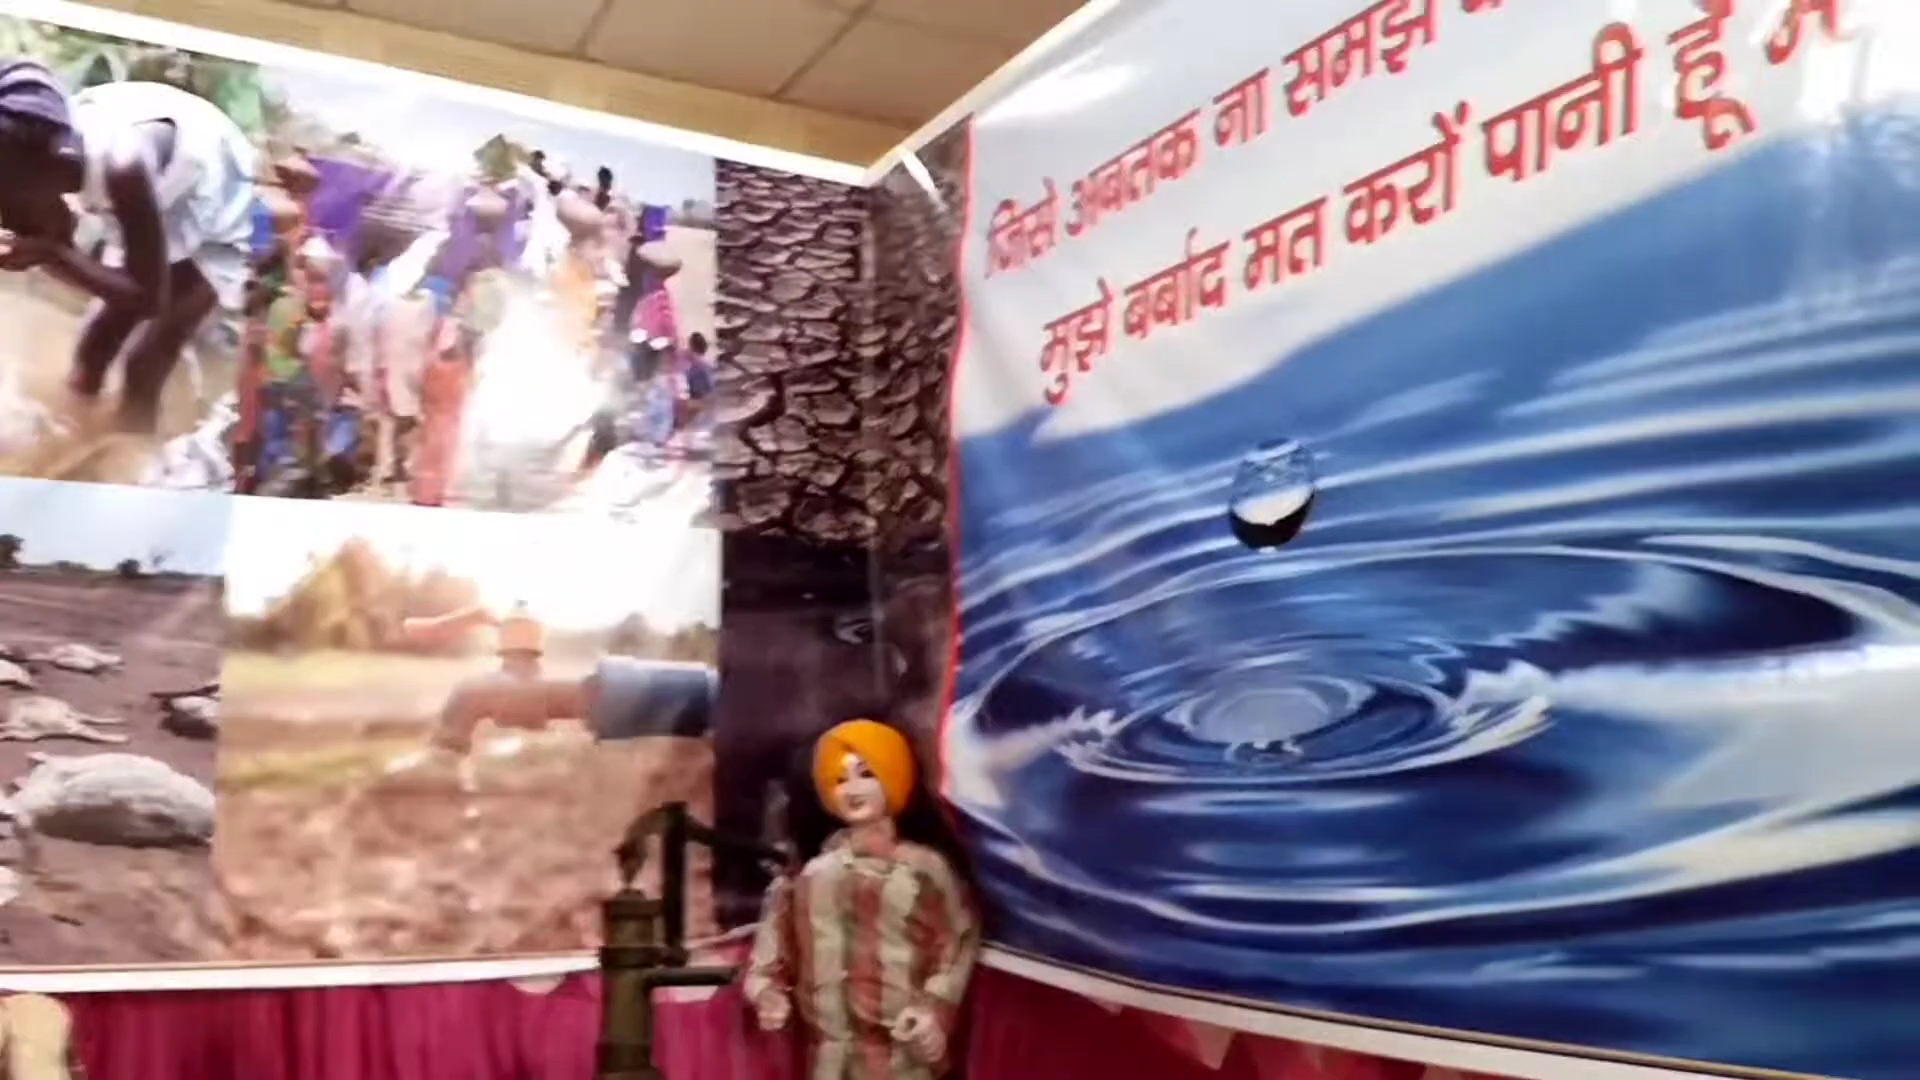 जिसे अबतक ना समझे
मुझे बर्बाद मत करों पानी हूँ मैं